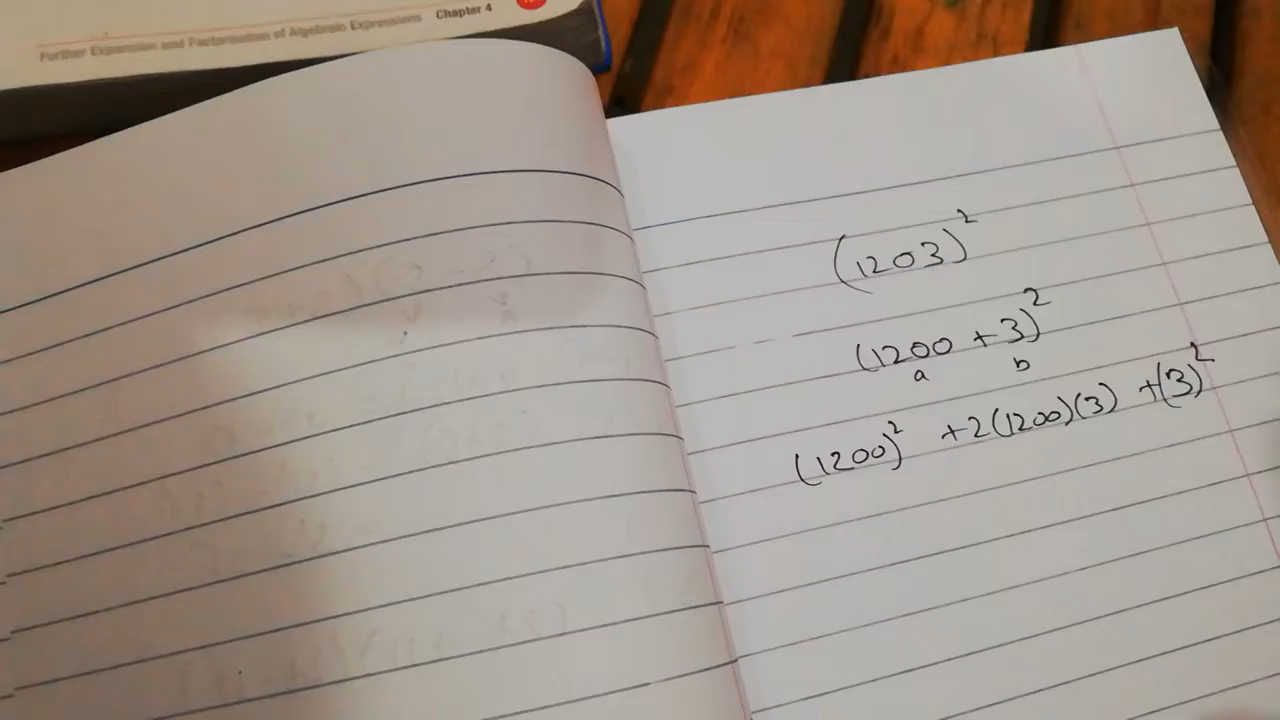 Further Expansion and Factorisation of Algebraic Expressions Chapter 4
(1203)²
(1200 + 3)²
a b
(1200)² +2(1200)(3) +(3)²